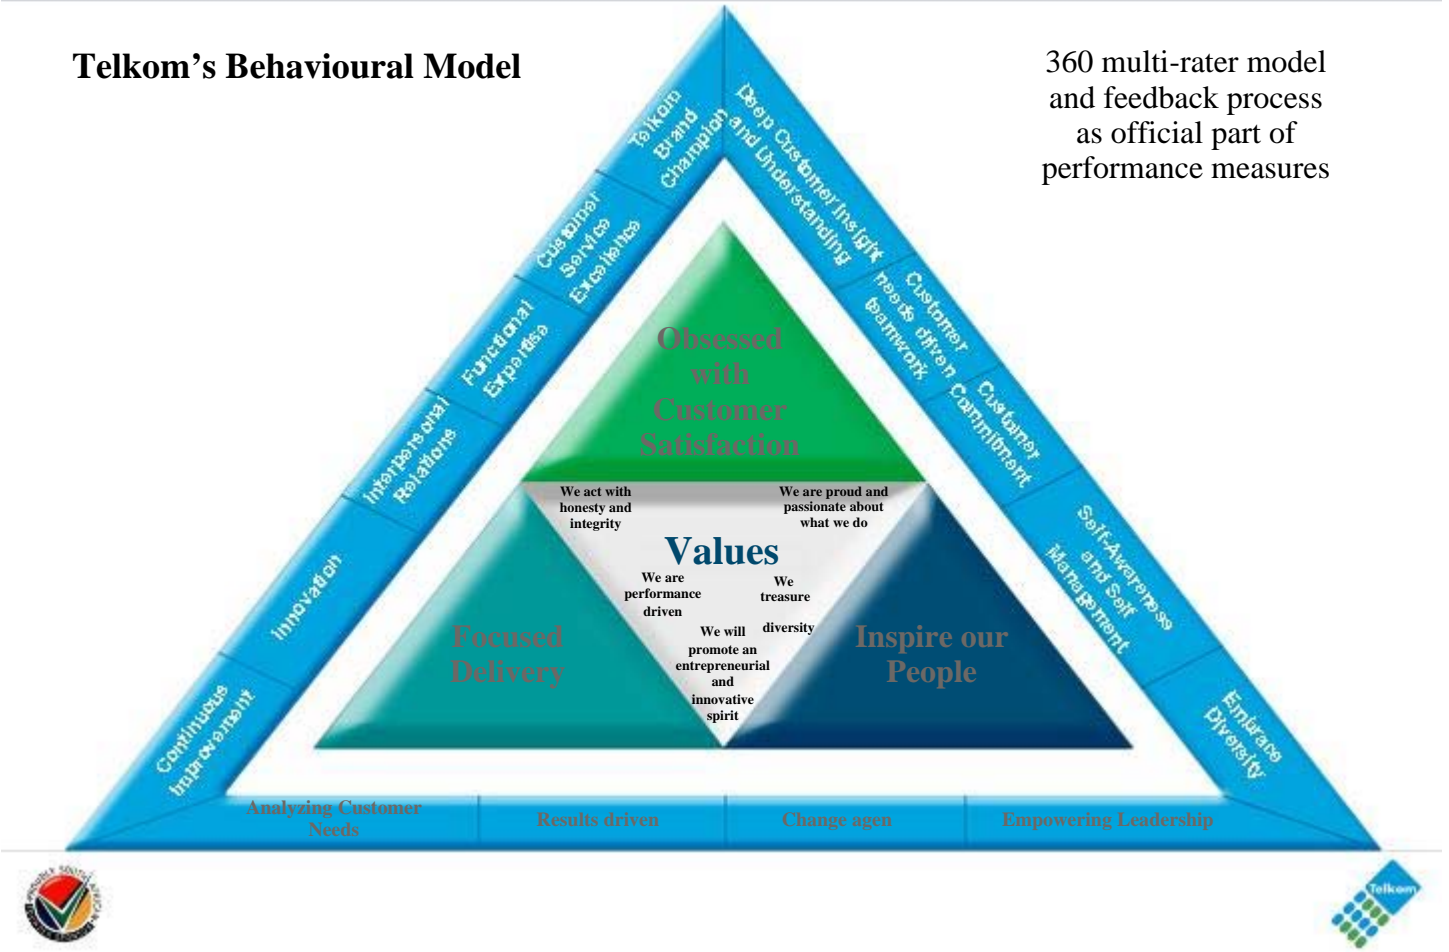 Telkom’s Behavioural Model
360 multi-rater model
and feedback process
as official part of
performance measures
Telkom
Brand
Champion
Deep Customer Insight
and Understanding
Customer
Service
Excellence
Customer
needs driven
teamwork
Functional
Expertise
Customer
Commitment
Interpersonal
Relations
Self-Awareness
and Self
Management
Innovation
Embrace
Diversity
Continuous
Improvement
Obsessed
with
Customer
Satisfaction
We act with
honesty and
integrity
We are proud and
passionate about
what we do
Values
We are
performance
driven
We
treasure
diversity
We will
promote an
entrepreneurial
and
innovative
spirit
Focused
Delivery
Inspire our
People
Analyzing Customer
Needs
Results driven
Change agen
Empowering Leadership
PROUDLY SOUTH AFRICAN
Telkom